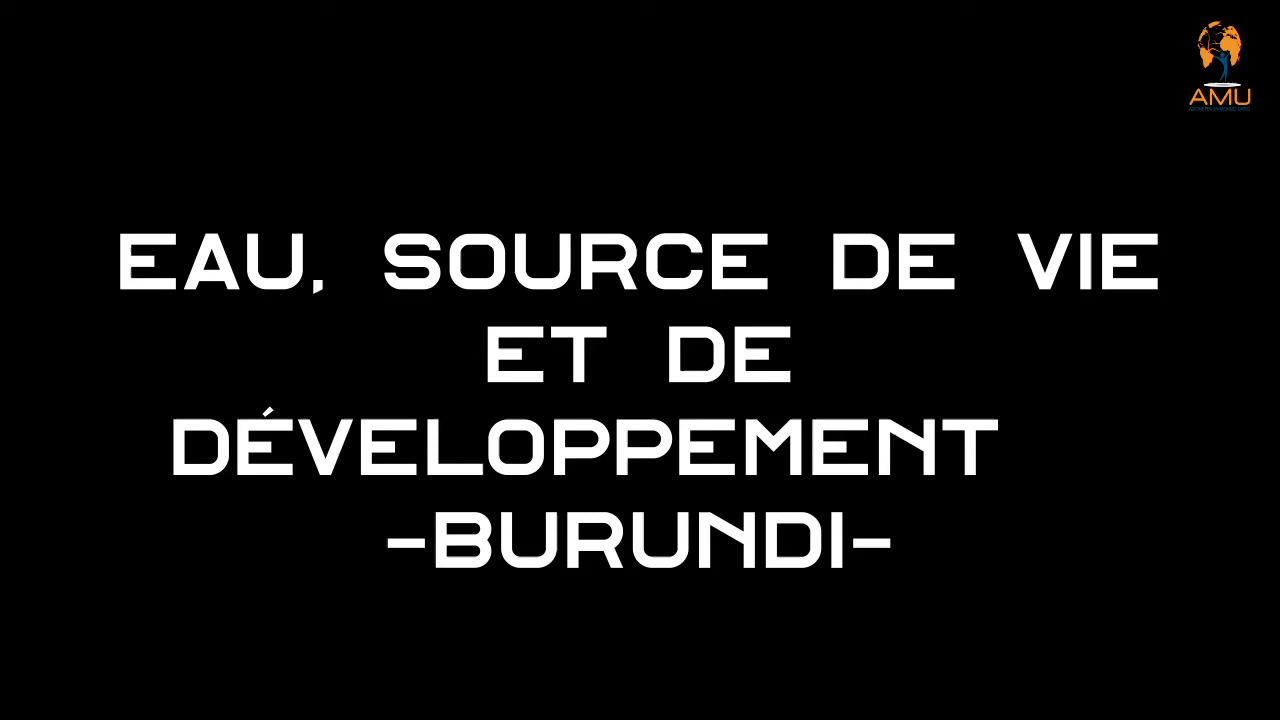 AMU
EAU, SOURCE DE VIE
ET DE
DÉVELOPPEMENT
-BURUNDI-